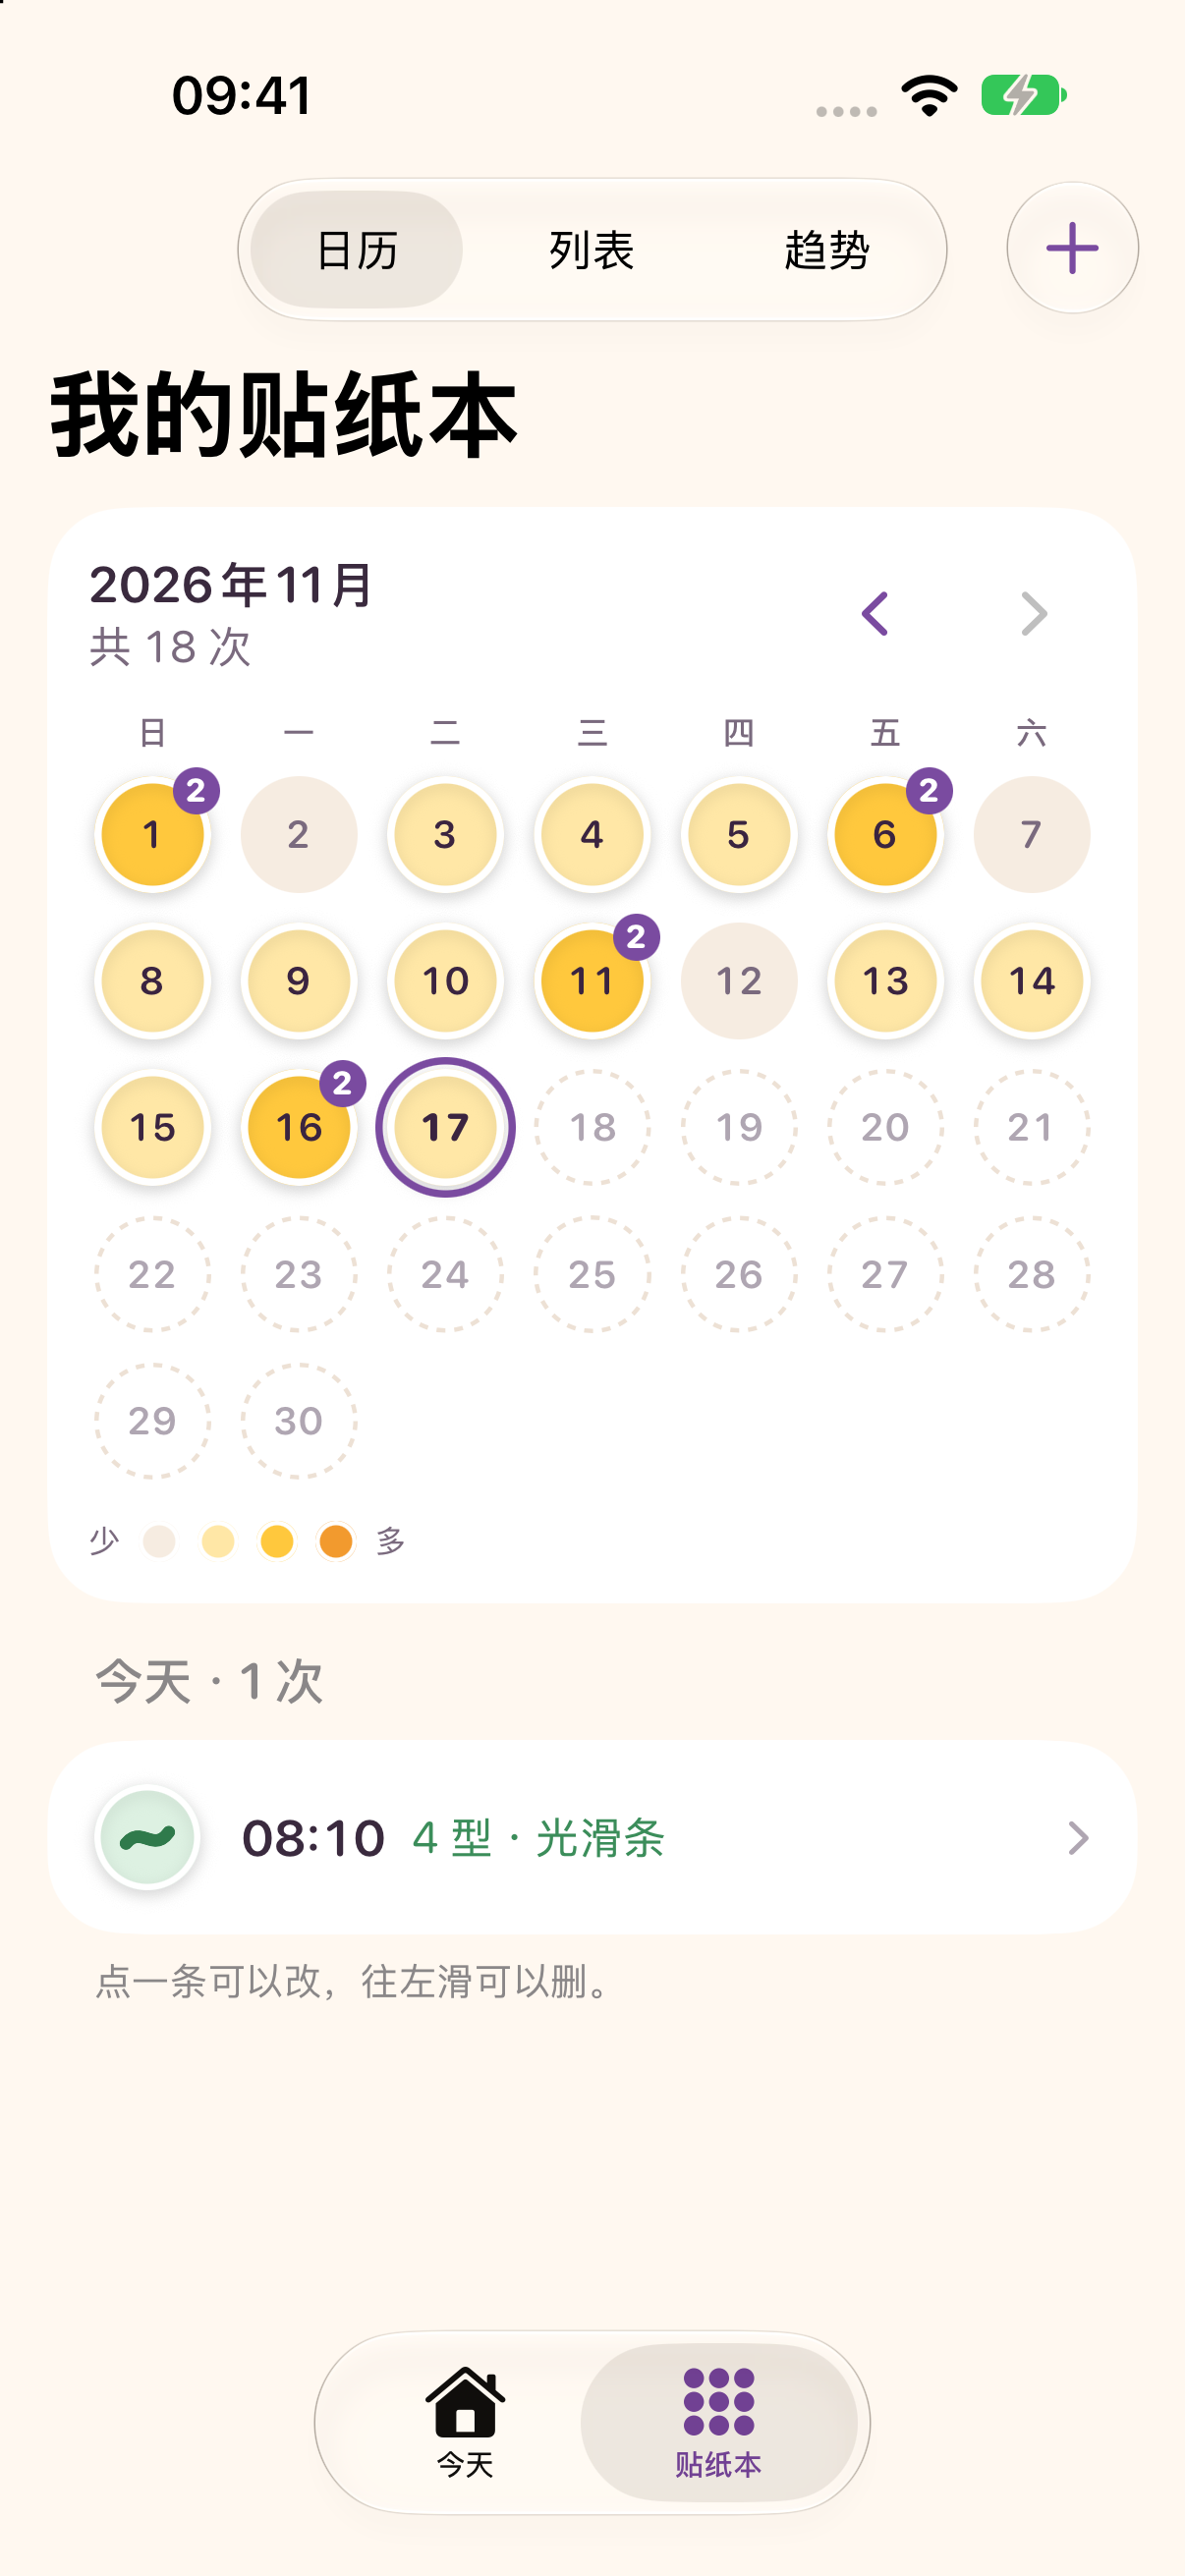 09:41
日历 列表 趋势
我的贴纸本
2026年11月
共 18 次
日 一 二 三 四 五 六
1 2 2 3 4 5 6 2 7
8 9 10 11 2 12 13 14
15 16 2 17 18 19 20 21
22 23 24 25 26 27 28
29 30
少 多
今天 · 1 次
08:10 4 型 · 光滑条
点一条可以改，往左滑可以删。
今天 贴纸本